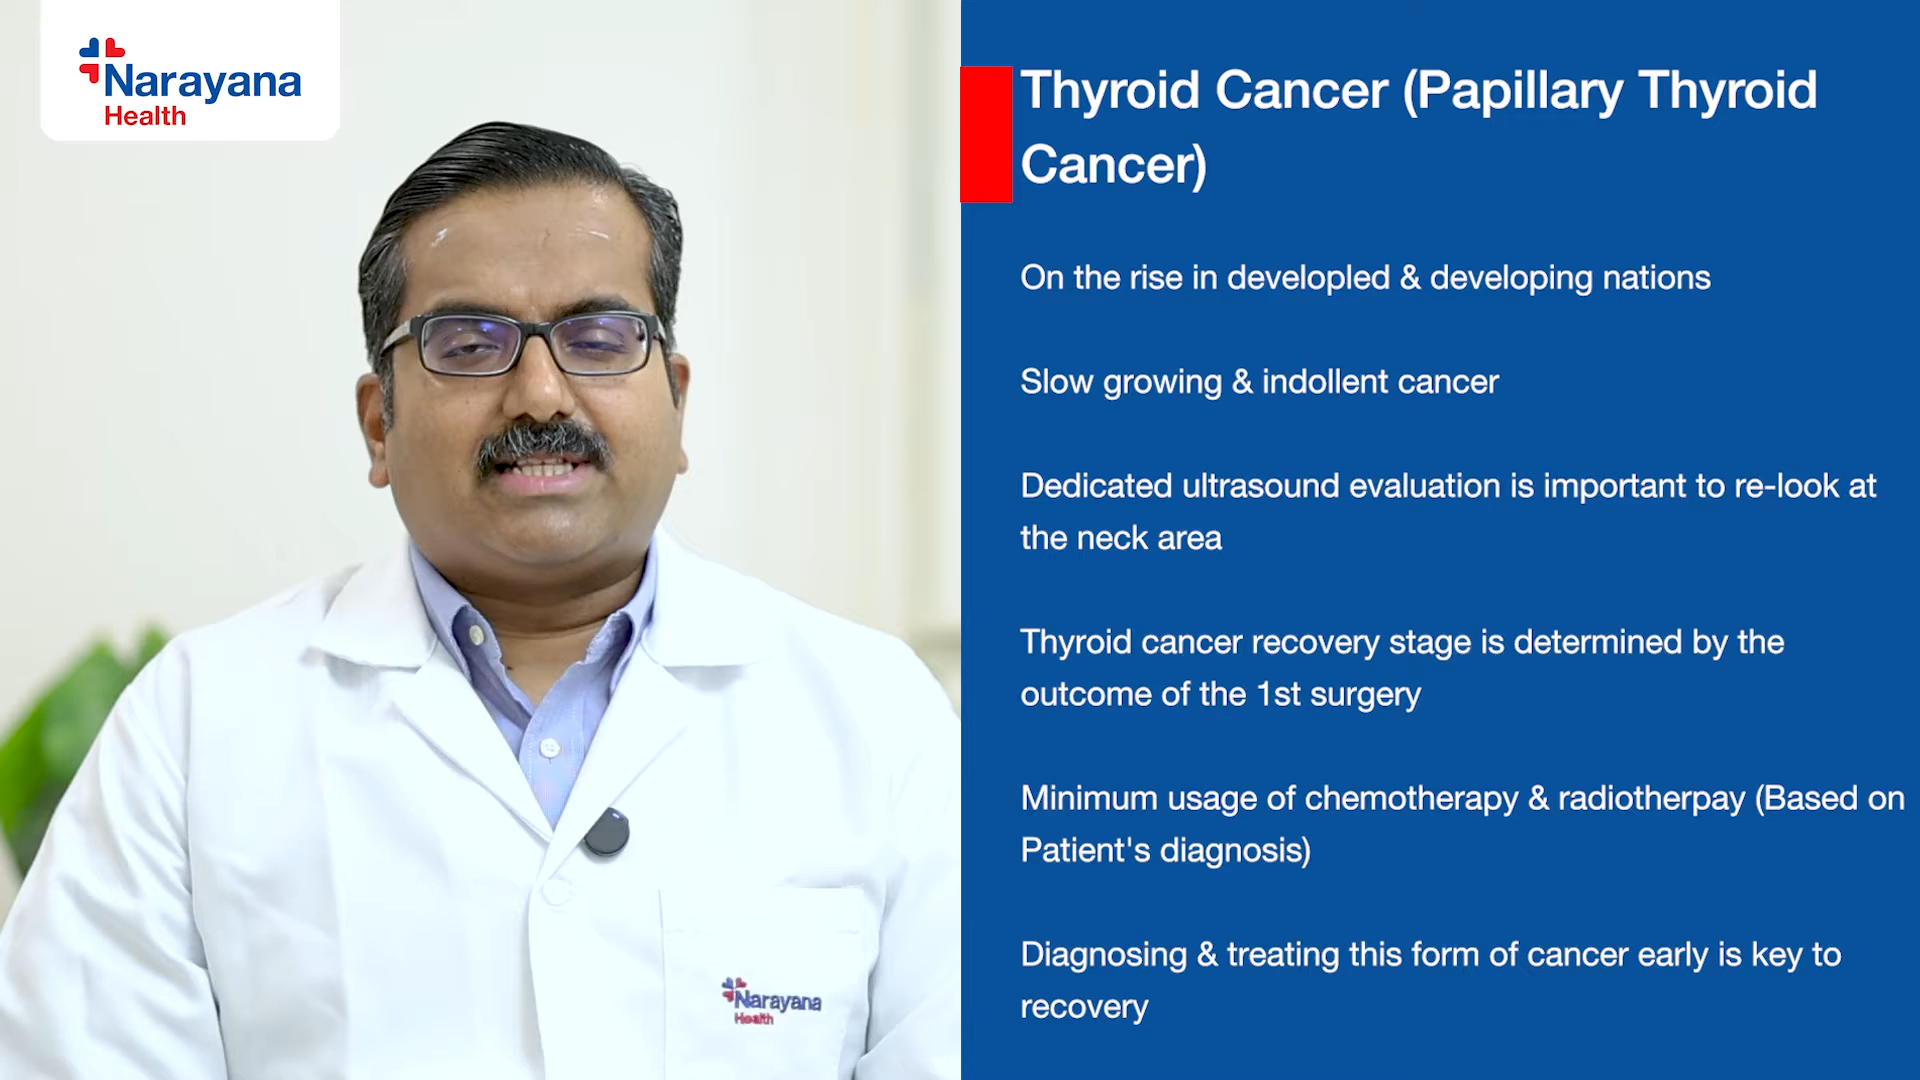 Narayana
Health
Thyroid Cancer (Papillary Thyroid
Cancer)
On the rise in developled & developing nations
Slow growing & indollent cancer
Dedicated ultrasound evaluation is important to re-look at
the neck area
Thyroid cancer recovery stage is determined by the
outcome of the 1st surgery
Minimum usage of chemotherapy & radiotherpay (Based on
Patient's diagnosis)
Diagnosing & treating this form of cancer early is key to
recovery
Narayana
Health